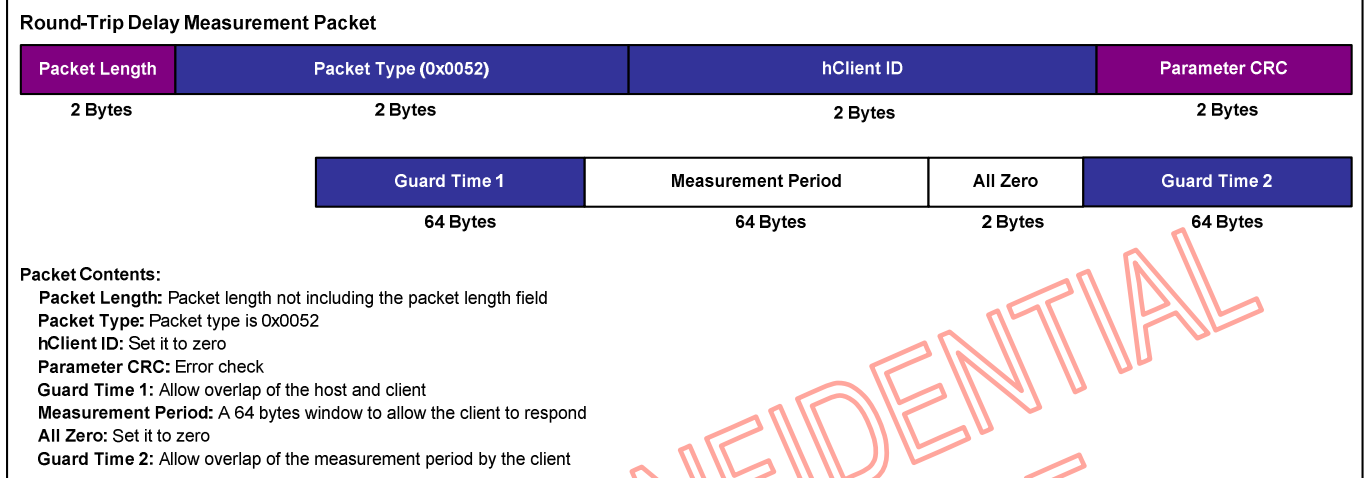 Round-Trip Delay Measurement Packet
Packet Length Packet Type (0x0052) hClient ID Parameter CRC
2 Bytes 2 Bytes 2 Bytes 2 Bytes
Guard Time 1 Measurement Period All Zero Guard Time 2
64 Bytes 64 Bytes 2 Bytes 64 Bytes
Packet Contents:
Packet Length: Packet length not including the packet length field
Packet Type: Packet type is 0x0052
hClient ID: Set it to zero
Parameter CRC: Error check
Guard Time 1: Allow overlap of the host and client
Measurement Period: A 64 bytes window to allow the client to respond
All Zero: Set it to zero
Guard Time 2: Allow overlap of the measurement period by the client
NFIDENTIAL